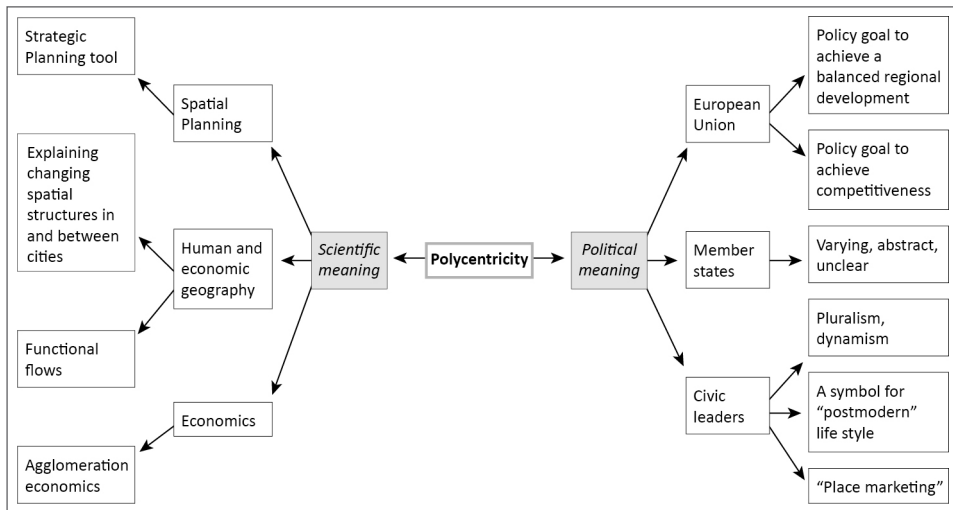 Strategic
Planning tool
Spatial
Planning
Explaining
changing
spatial
structures in
and between
cities
Human and
economic
geography
Functional
flows
Economics
Agglomeration
economics
Scientific
meaning
Polycentricity
Political
meaning
European
Union
Policy goal to
achieve a
balanced regional
development
Policy goal to
achieve
competitiveness
Member
states
Varying, abstract,
unclear
Civic
leaders
Pluralism,
dynamism
A symbol for
“postmodern”
life style
“Place marketing”